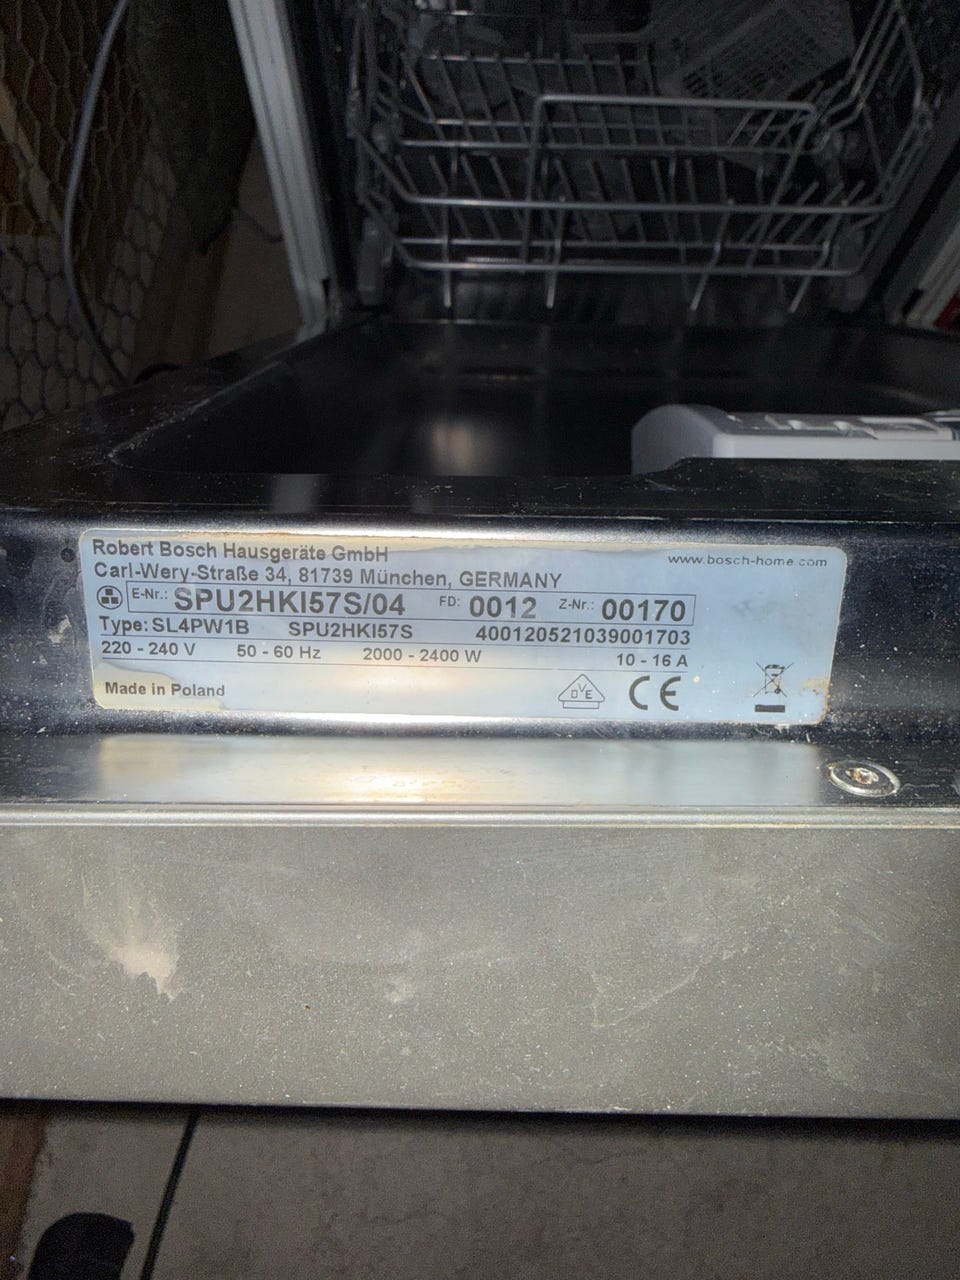 Robert Bosch Hausgeräte GmbH
www.bosch-home.com
Carl-Wery-Straße 34, 81739 München, GERMANY
E-Nr.: SPU2HKI57S/04 FD: 0012 Z-Nr.: 00170
Type: SL4PW1B SPU2HKI57S 400120521039001703
220 - 240 V 50 - 60 Hz 2000 - 2400 W 10 - 16 A
Made in Poland
DVE CE